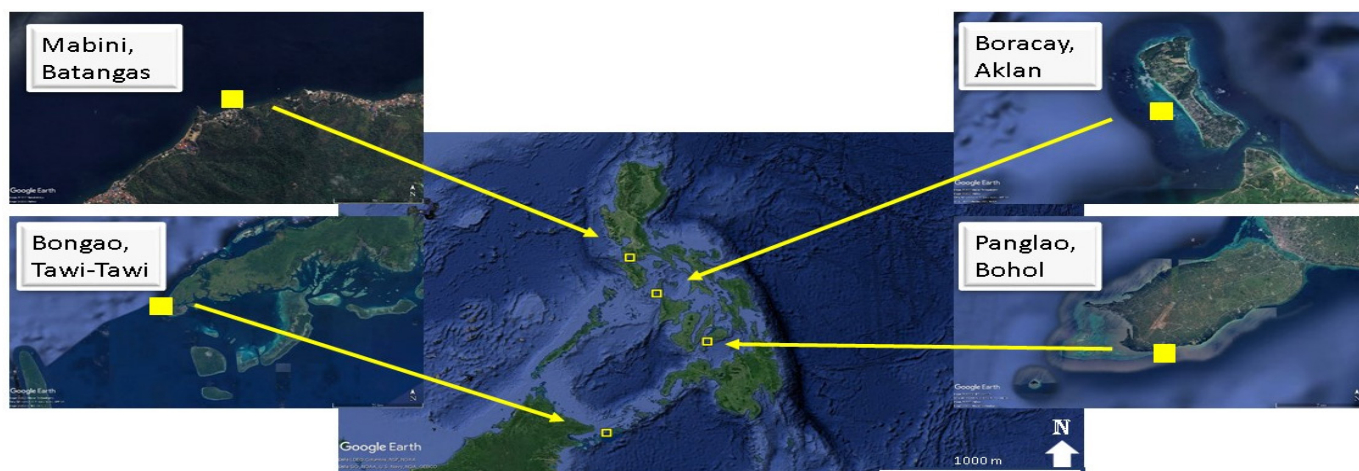 Mabini,
Batangas
Google Earth
N
Boracay,
Aklan
Google Earth
N
Bongao,
Tawi-Tawi
Google Earth
N
Panglao,
Bohol
Google Earth
N
Google Earth
N
1000 m